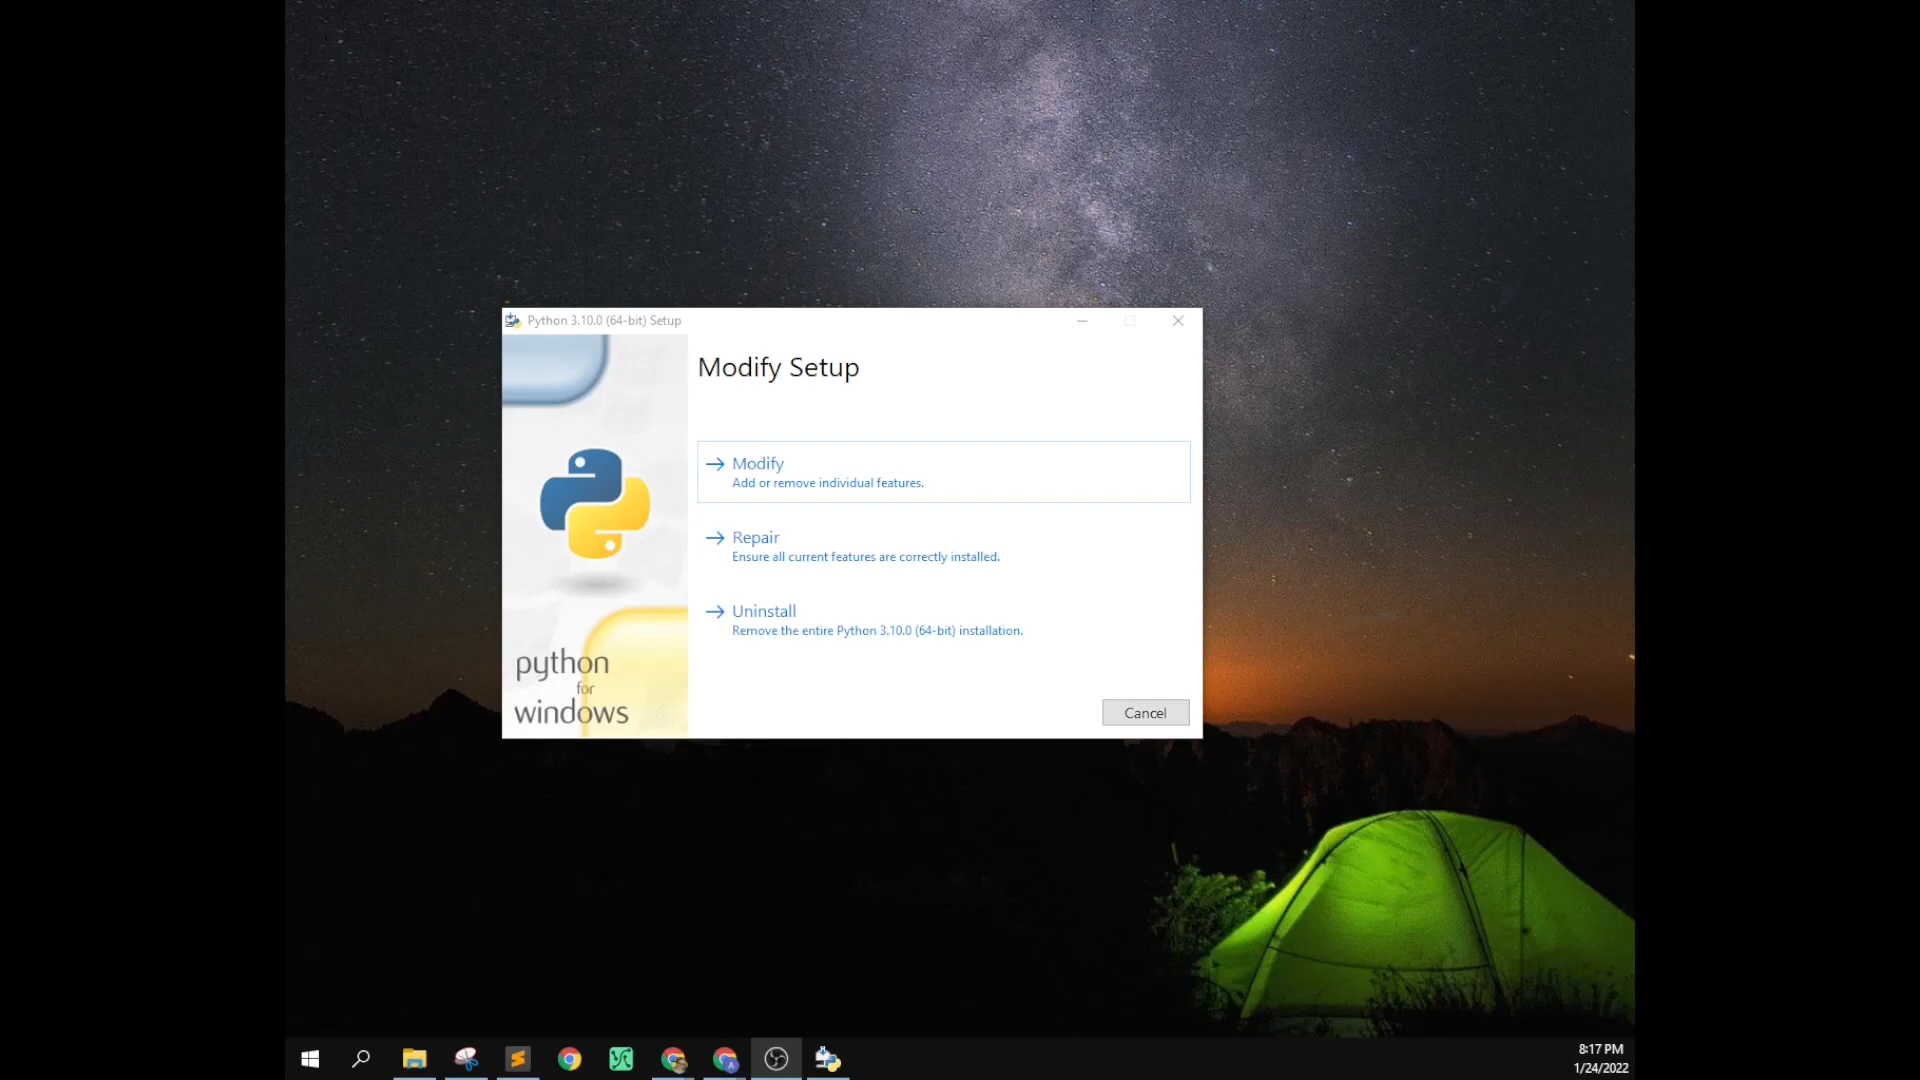 Python 3.10.0 (64-bit) Setup
Modify Setup
Modify
Add or remove individual features.
Repair
Ensure all current features are correctly installed.
Uninstall
Remove the entire Python 3.10.0 (64-bit) installation.
python
for
windows
Cancel
8:17 PM
1/24/2022